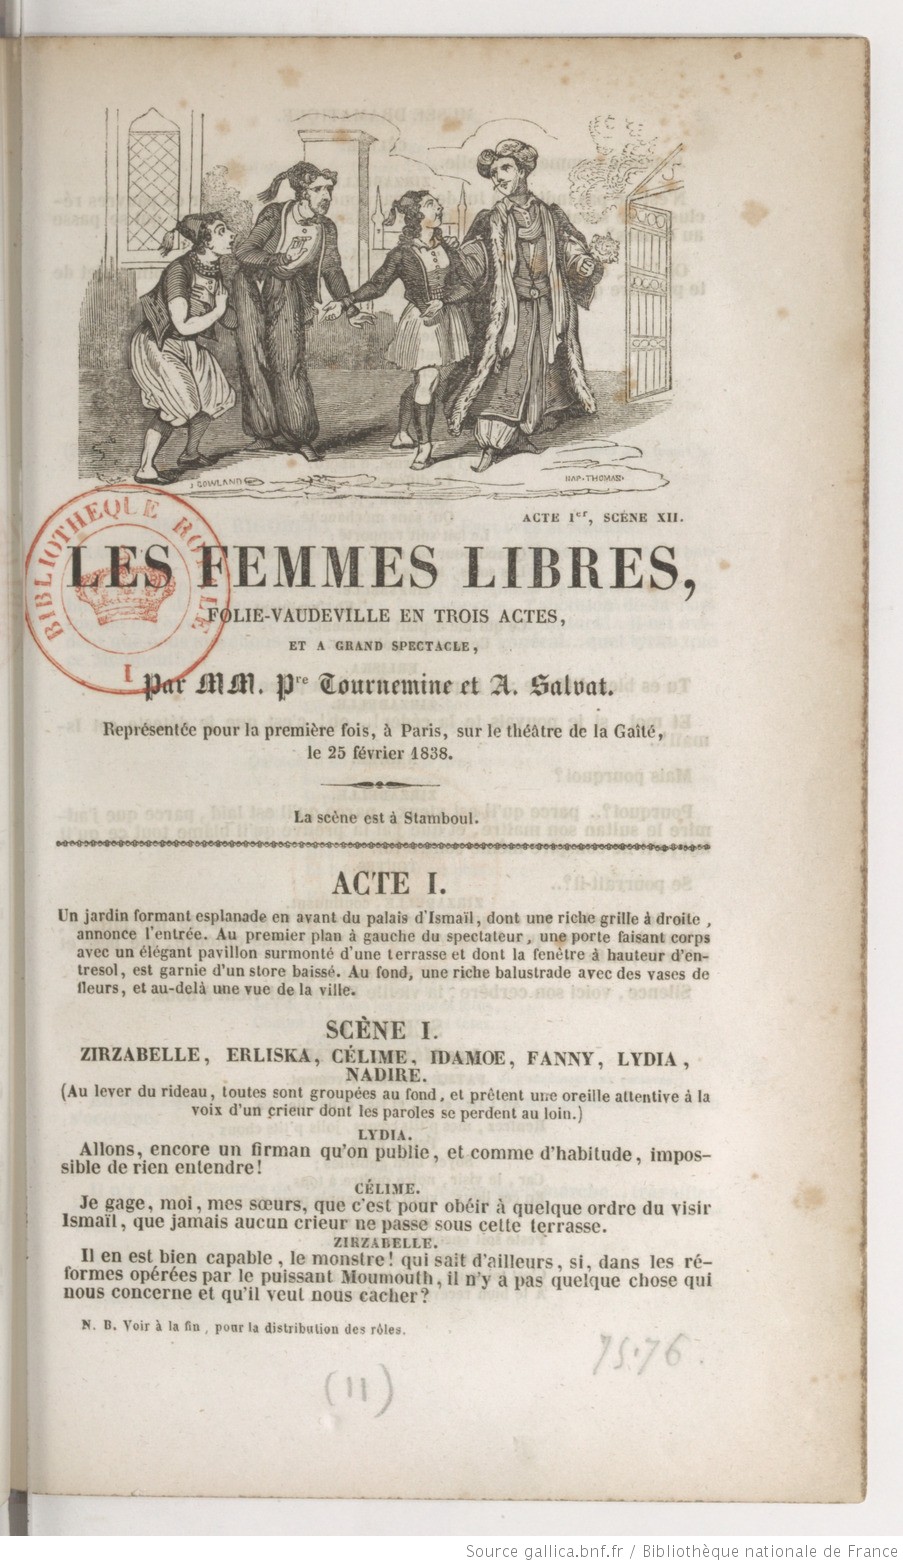 J GOWLAND
NAP. THOMAS.
ACTE Ier, SCÈNE XII.
LES FEMMES LIBRES,
FOLIE-VAUDEVILLE EN TROIS ACTES,
ET A GRAND SPECTACLE,
Par MM. Pre Tournemine et A. Salvat.
BIBLIOTHEQUE ROYALE
I
Représentée pour la première fois, à Paris, sur le théâtre de la Gaîté,
le 25 février 1838.
La scène est à Stamboul.
ACTE I.
Un jardin formant esplanade en avant du palais d'Ismaïl, dont une riche grille à droite,
annonce l'entrée. Au premier plan à gauche du spectateur, une porte faisant corps
avec un élégant pavillon surmonté d'une terrasse et dont la fenêtre à hauteur d'en-
tresol, est garnie d'un store baissé. Au fond, une riche balustrade avec des vases de
fleurs, et au-delà une vue de la ville.
SCÈNE I.
ZIRZABELLE, ERLISKA, CÉLIME, IDAMOE, FANNY, LYDIA,
NADIRE.
(Au lever du rideau, toutes sont groupées au fond, et prêtent une oreille attentive à la
voix d'un crieur dont les paroles se perdent au loin.)
LYDIA.
Allons, encore un firman qu'on publie, et comme d'habitude, impos-
sible de rien entendre!
CÉLIME.
Je gage, moi, mes sœurs, que c'est pour obéir à quelque ordre du visir
Ismaïl, que jamais aucun crieur ne passe sous cette terrasse.
ZIRZABELLE.
Il en est bien capable, le monstre! qui sait d'ailleurs, si, dans les ré-
formes opérées par le puissant Moumouth, il n'y a pas quelque chose qui
nous concerne et qu'il veut nous cacher?
N. B. Voir à la fin, pour la distribution des rôles.
75.76.
(11)
Source gallica.bnf.fr / Bibliothèque nationale de France